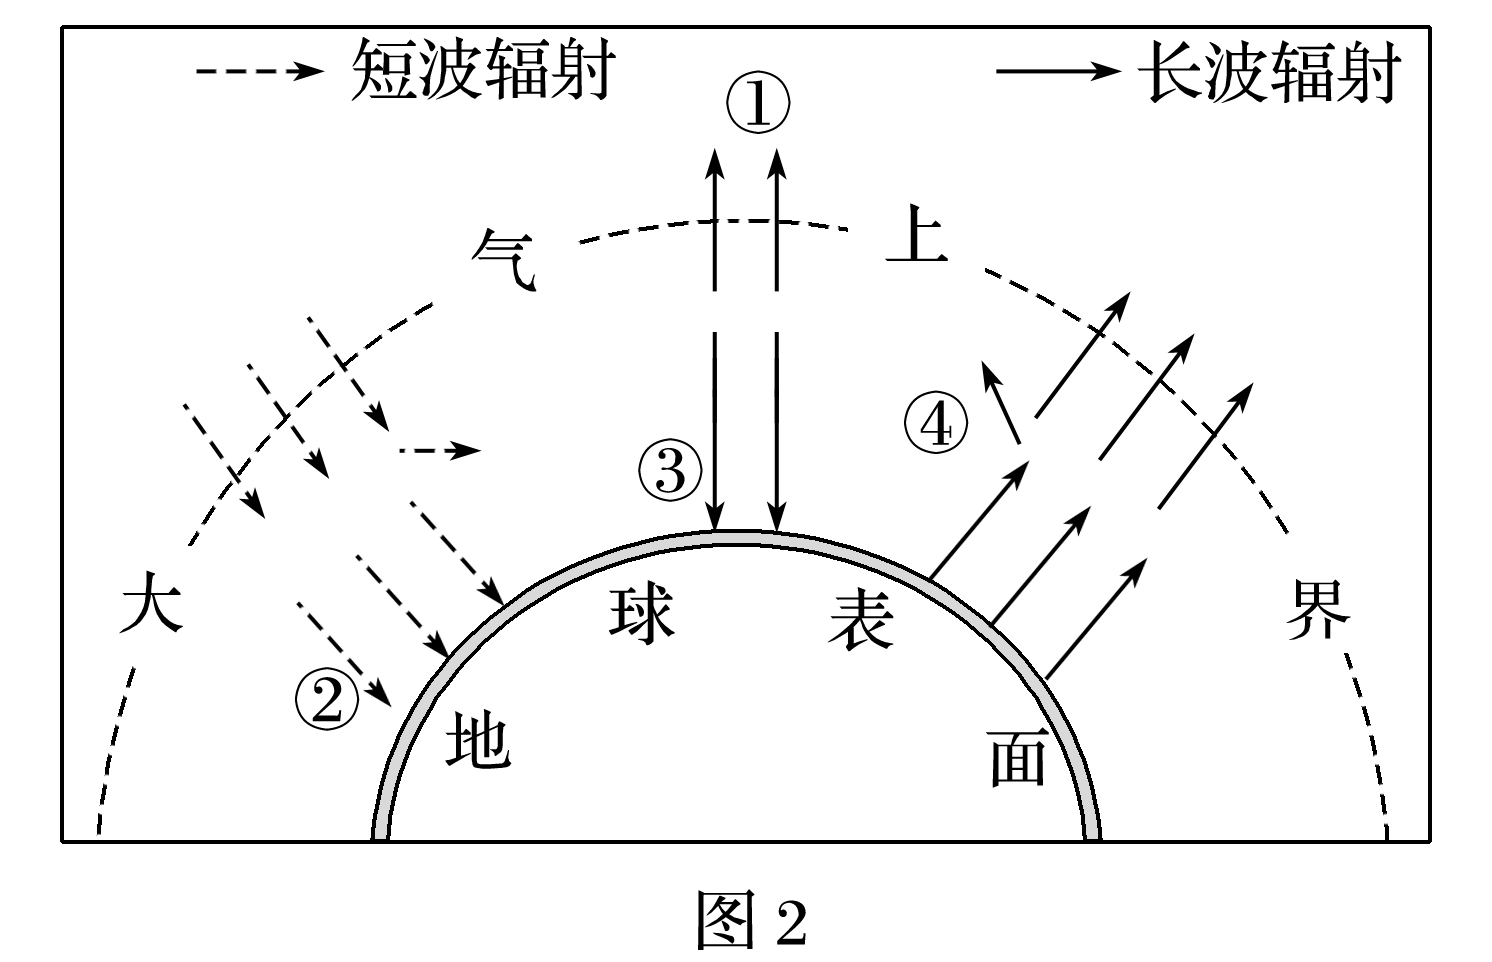 短波辐射
长波辐射
①
气
上
④
③
大
球
表
界
②
地
面
图 2